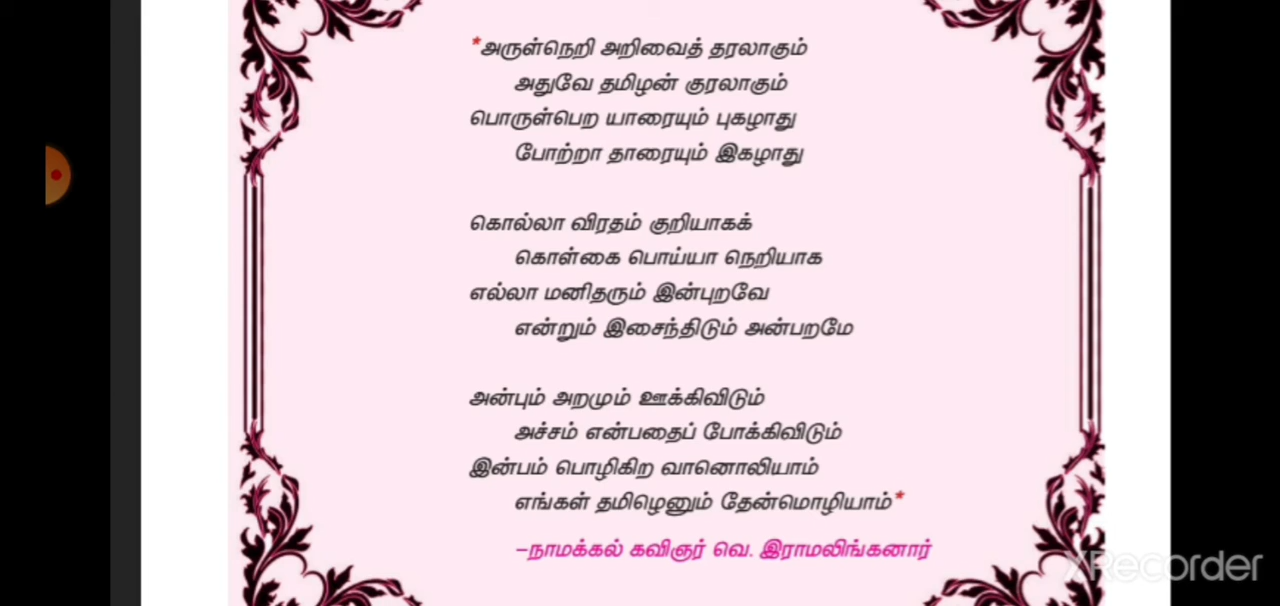 *அருள்நெறி அறிவைத் தரலாகும்
அதுவே தமிழன் குரலாகும்
பொருள்பெற யாரையும் புகழாது
போற்றா தாரையும் இகழாது
கொல்லா விரதம் குறியாகக்
கொள்கை பொய்யா நெறியாக
எல்லா மனிதரும் இன்புறவே
என்றும் இசைந்திடும் அன்பறமே
அன்பும் அறமும் ஊக்கிவிடும்
அச்சம் என்பதைப் போக்கிவிடும்
இன்பம் பொழிகிற வானொலியாம்
எங்கள் தமிழெனும் தேன்மொழியாம்*
–நாமக்கல் கவிஞர் வெ. இராமலிங்கனார்
XRecorder